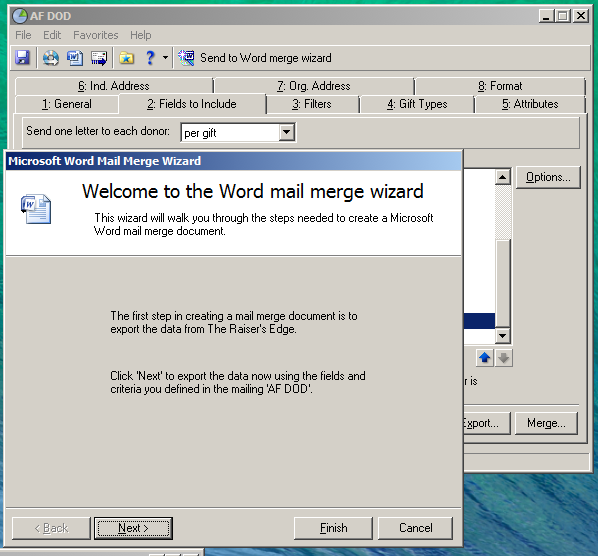 AF DOD
File Edit Favorites Help
Send to Word merge wizard
6: Ind. Address 7: Org. Address 8: Format
1: General 2: Fields to Include 3: Filters 4: Gift Types 5: Attributes
Send one letter to each donor: per gift
Microsoft Word Mail Merge Wizard
Welcome to the Word mail merge wizard
This wizard will walk you through the steps needed to create a Microsoft
Word mail merge document.
Options...
The first step in creating a mail merge document is to
export the data from The Raiser's Edge.
Click 'Next' to export the data now using the fields and
criteria you defined in the mailing 'AF DOD'.
r is
Export... Merge...
< Back Next > Finish Cancel